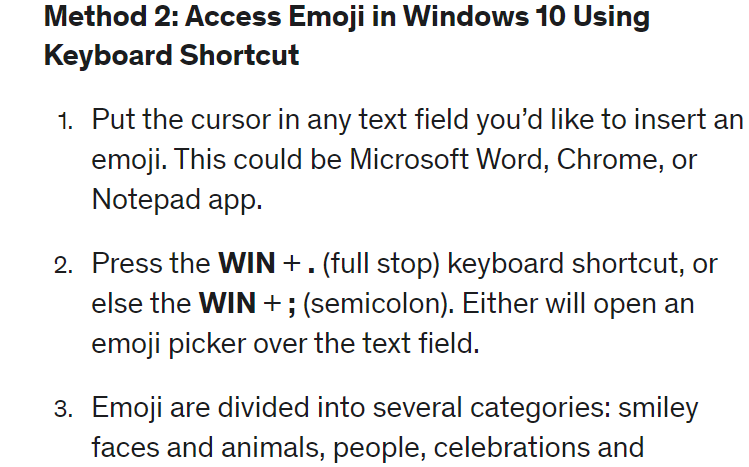 Method 2: Access Emoji in Windows 10 Using
Keyboard Shortcut
1. Put the cursor in any text field you’d like to insert an
emoji. This could be Microsoft Word, Chrome, or
Notepad app.
2. Press the WIN + . (full stop) keyboard shortcut, or
else the WIN + ; (semicolon). Either will open an
emoji picker over the text field.
3. Emoji are divided into several categories: smiley
faces and animals, people, celebrations and